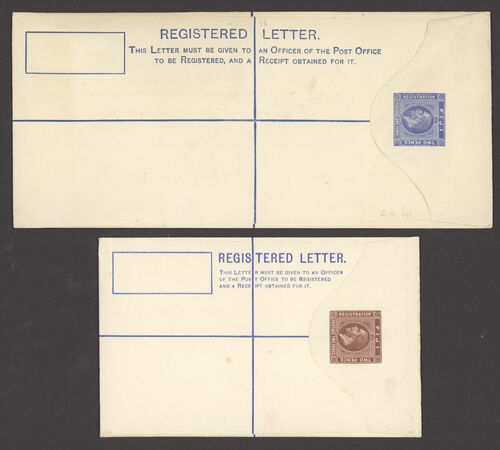 REGISTERED LETTER.
THIS LETTER MUST BE GIVEN TO AN OFFICER OF THE POST OFFICE
TO BE REGISTERED, AND A RECEIPT OBTAINED FOR IT.
REGISTRATION
FIJI
TWO PENCE
REGISTERED LETTER.
THIS LETTER MUST BE GIVEN TO AN OFFICER
OF THE POST OFFICE TO BE REGISTERED
AND A RECEIPT OBTAINED FOR IT.
REGISTRATION
FIJI
TWO PENCE